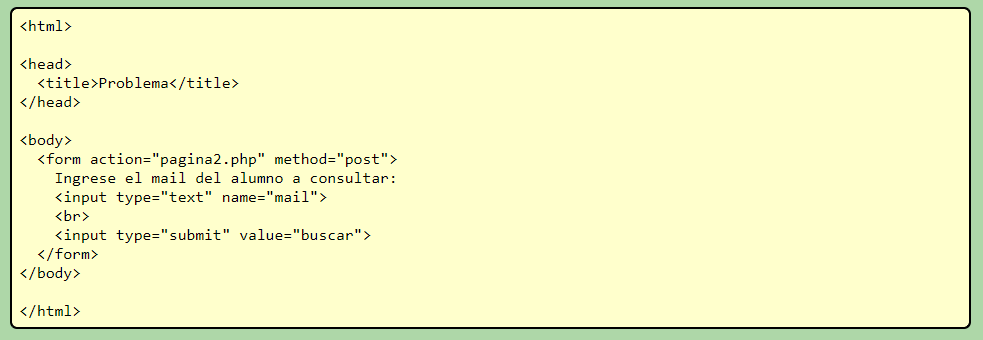 <html>
<head>
<title>Problema</title>
</head>
<body>
<form action="pagina2.php" method="post">
Ingrese el mail del alumno a consultar:
<input type="text" name="mail">
<br>
<input type="submit" value="buscar">
</form>
</body>
</html>